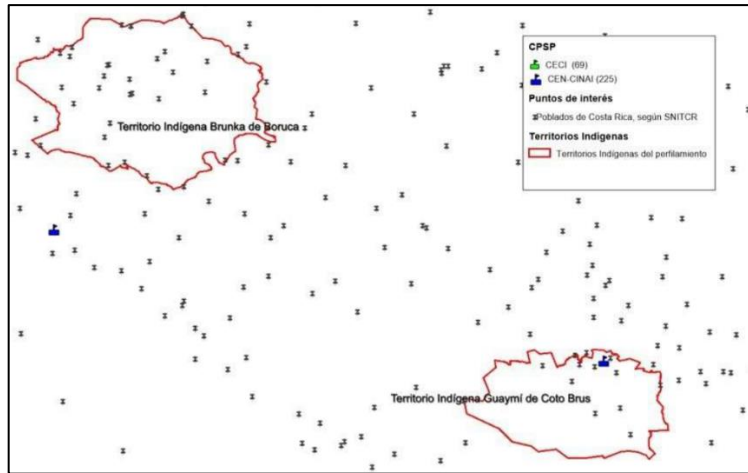 CPSP
CECI (69)
CEN-CINAI (225)
Puntos de interés
Poblados de Costa Rica, según SNITCR
Territorios Indígenas
Territorios Indígenas del perfilamiento
Territorio Indígena Brunka de Boruca
Territorio Indígena Guaymí de Coto Brus